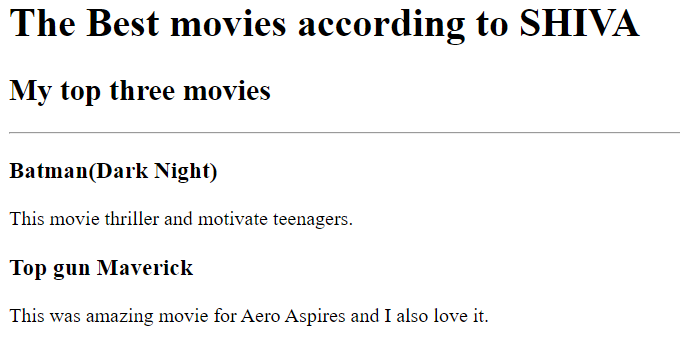 The Best movies according to SHIVA
My top three movies
Batman(Dark Night)
This movie thriller and motivate teenagers.
Top gun Maverick
This was amazing movie for Aero Aspires and I also love it.